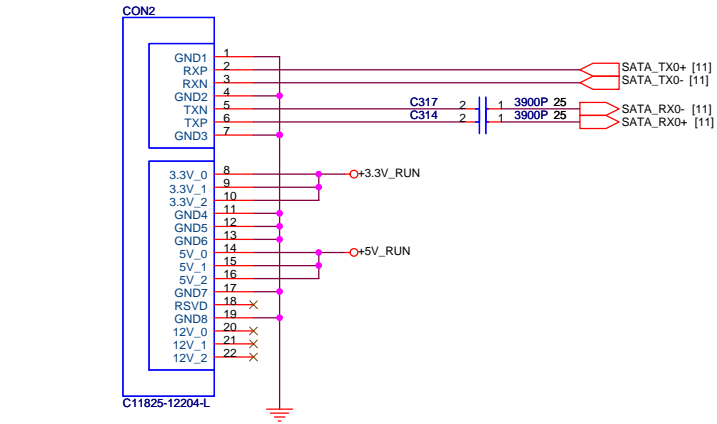 CON2
GND1 1
RXP 2 SATA_TX0+ [11]
RXN 3 SATA_TX0- [11]
GND2 4
TXN 5 C317 2 1 3900P 25 SATA_RX0- [11]
TXP 6 C314 2 1 3900P 25 SATA_RX0+ [11]
GND3 7
3.3V_0 8 +3.3V_RUN
3.3V_1 9
3.3V_2 10
GND4 11
GND5 12
GND6 13
5V_0 14 +5V_RUN
5V_1 15
5V_2 16
GND7 17
RSVD 18
GND8 19
12V_0 20
12V_1 21
12V_2 22
C11825-12204-L